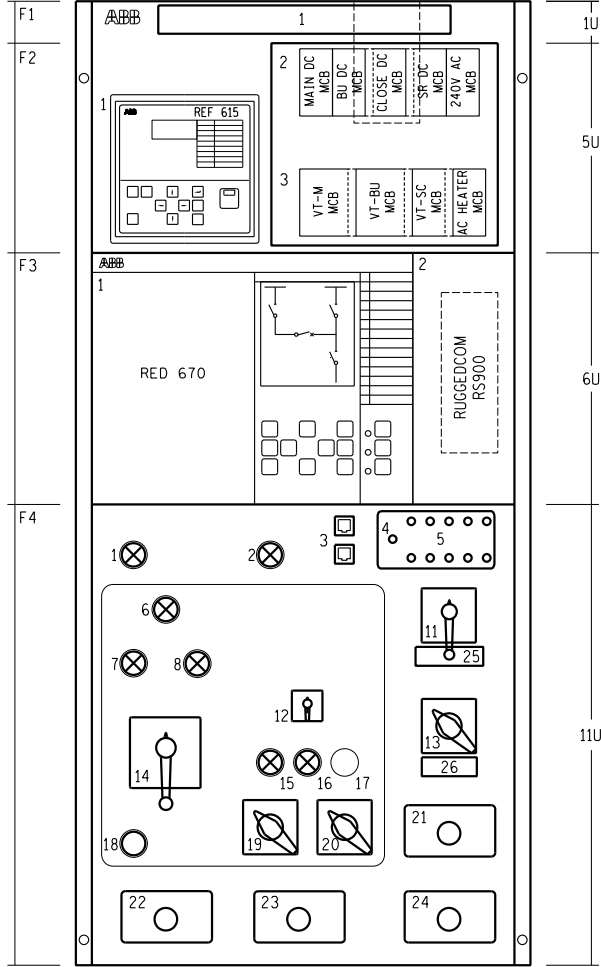 F1
ABB
1
1U
F2
2
MAIN DC
MCB
BU DC
MCB
CLOSE DC
MCB
SR DC
MCB
240V AC
MCB
1
ABB
REF 615
5U
3
VT-M
MCB
VT-BU
MCB
VT-SC
MCB
AC HEATER
MCB
F3
ABB
2
1
RED 670
RUGGEDCOM
RS900
6U
F4
1
2
3
4
5
6
7
8
11
25
12
13
14
26
15
16
17
11U
18
19
20
21
22
23
24